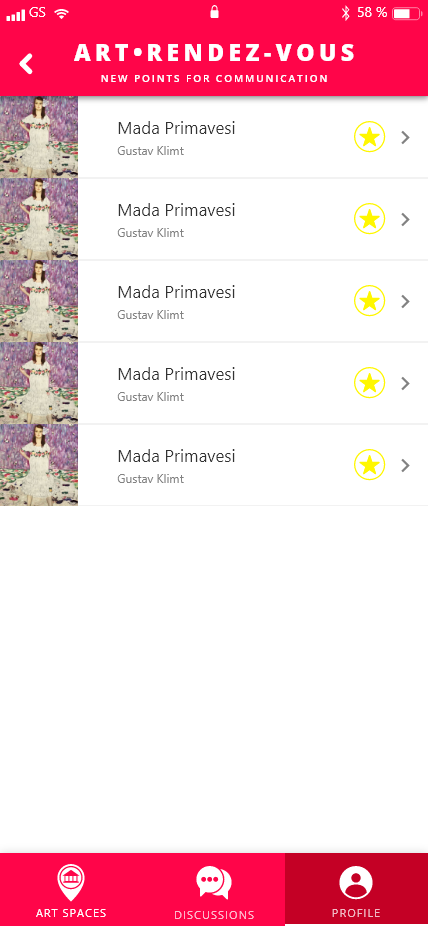 GS 58 %
ART•RENDEZ-VOUS
NEW POINTS FOR COMMUNICATION
Mada Primavesi
Gustav Klimt
Mada Primavesi
Gustav Klimt
Mada Primavesi
Gustav Klimt
Mada Primavesi
Gustav Klimt
Mada Primavesi
Gustav Klimt
ART SPACES DISCUSSIONS PROFILE